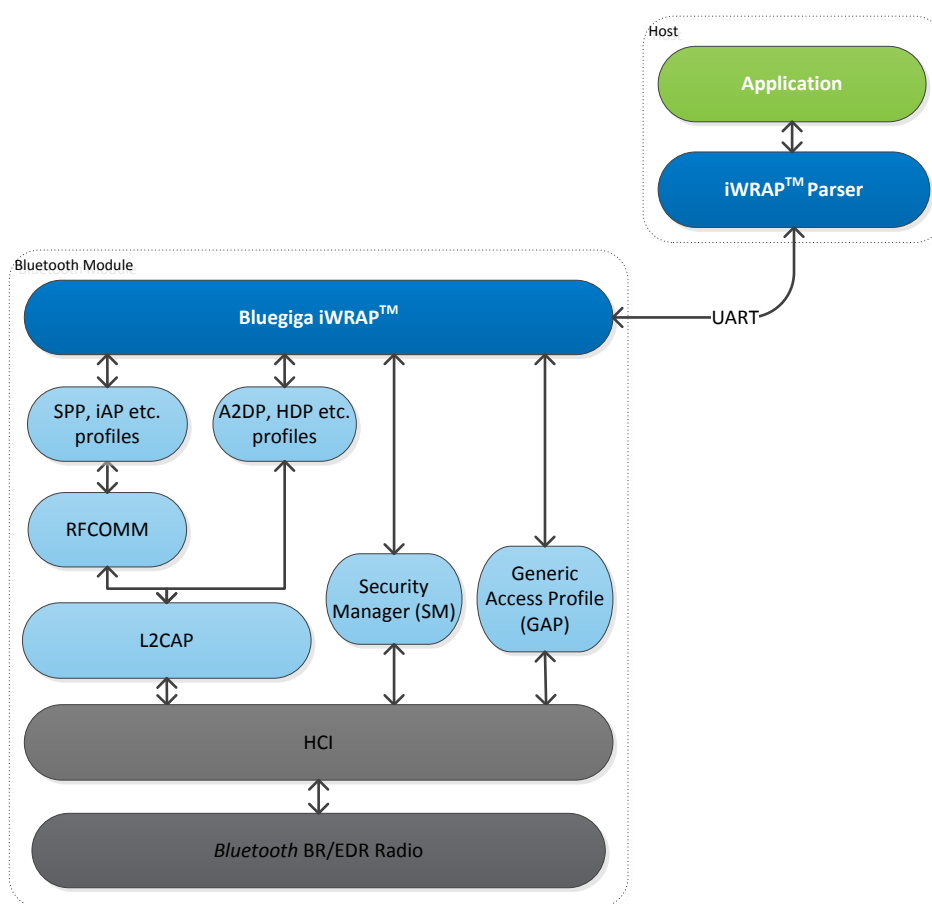 Host
Application
iWRAP™ Parser
Bluetooth Module
Bluegiga iWRAP™
UART
SPP, iAP etc.
profiles
A2DP, HDP etc.
profiles
RFCOMM
Security
Manager (SM)
Generic
Access Profile
(GAP)
L2CAP
HCI
Bluetooth BR/EDR Radio